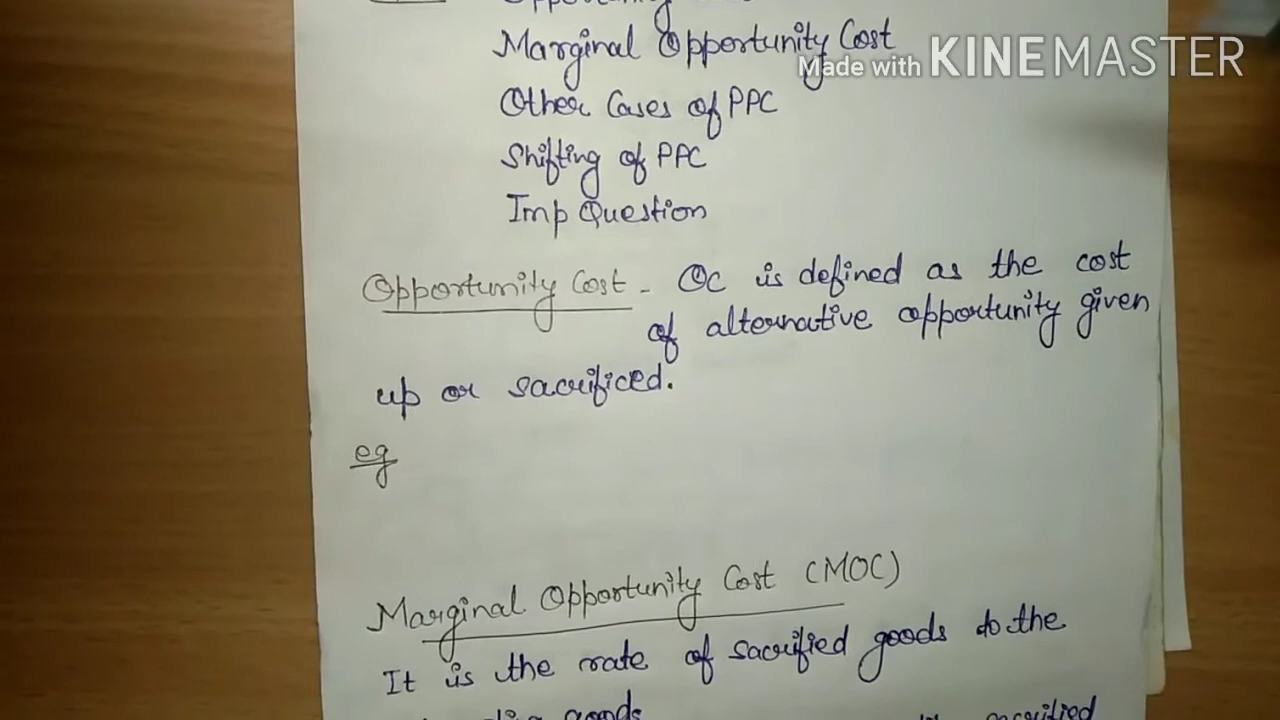 Marginal Opportunity Cost
Made with KINEMASTER
Other Cases of PPC
Shifting of PPC
Imp Question
Opportunity Cost - OC is defined as the cost
of alternative opportunity given
up or sacrificed.
eg
Marginal Opportunity Cost (MOC)
It is the rate of sacrified goods to the
goods sacrified